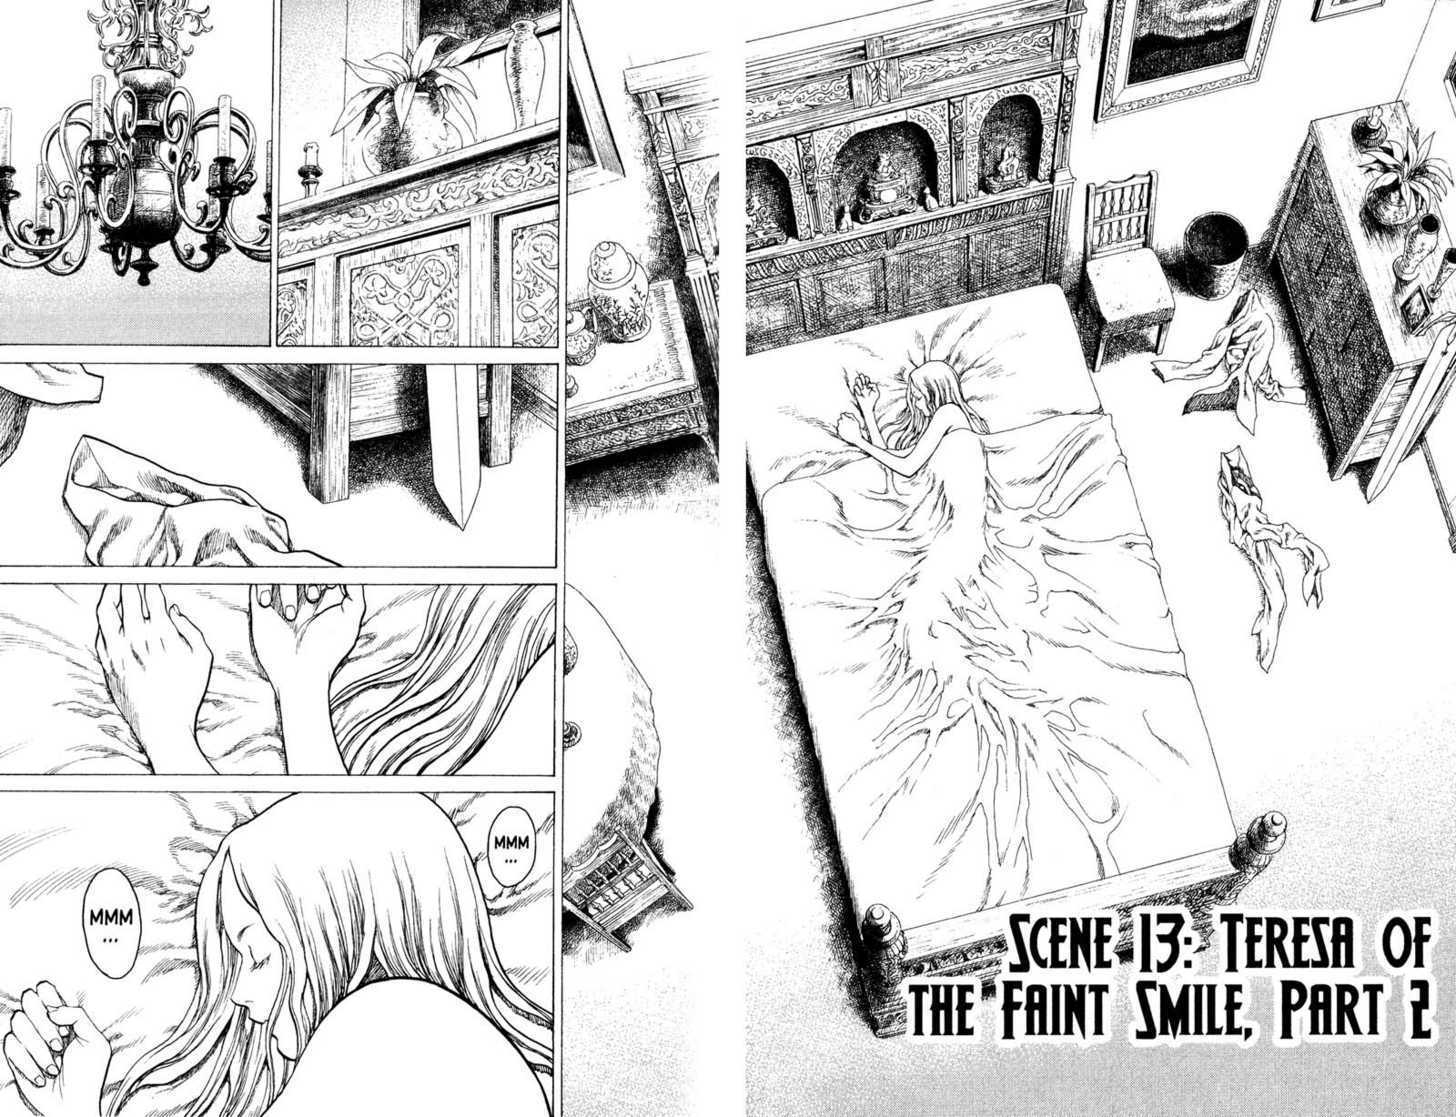 SCENE 13: TERESA OF
THE FAINT SMILE, PART 2
MMM
...
MMM
...